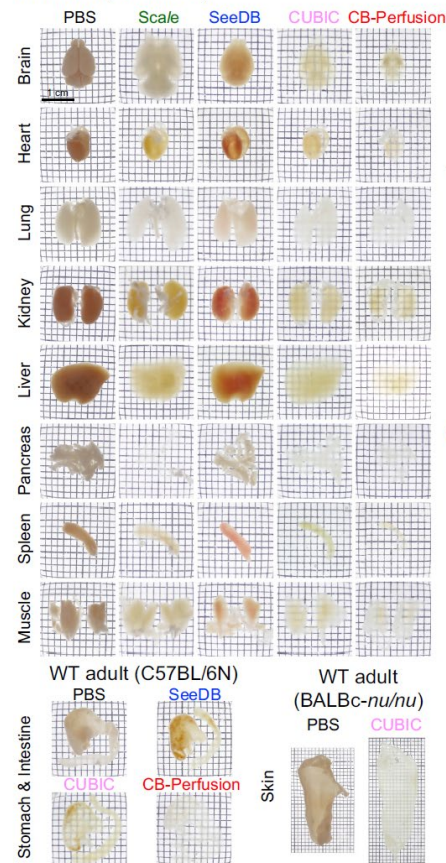 PBS Scale SeeDB CUBIC CB-Perfusion
Brain
1 cm
Heart
Lung
Kidney
Liver
Pancreas
Spleen
Muscle
WT adult (C57BL/6N)
PBS SeeDB
Stomach & Intestine
CUBIC CB-Perfusion
WT adult
(BALBc-nu/nu)
PBS CUBIC
Skin